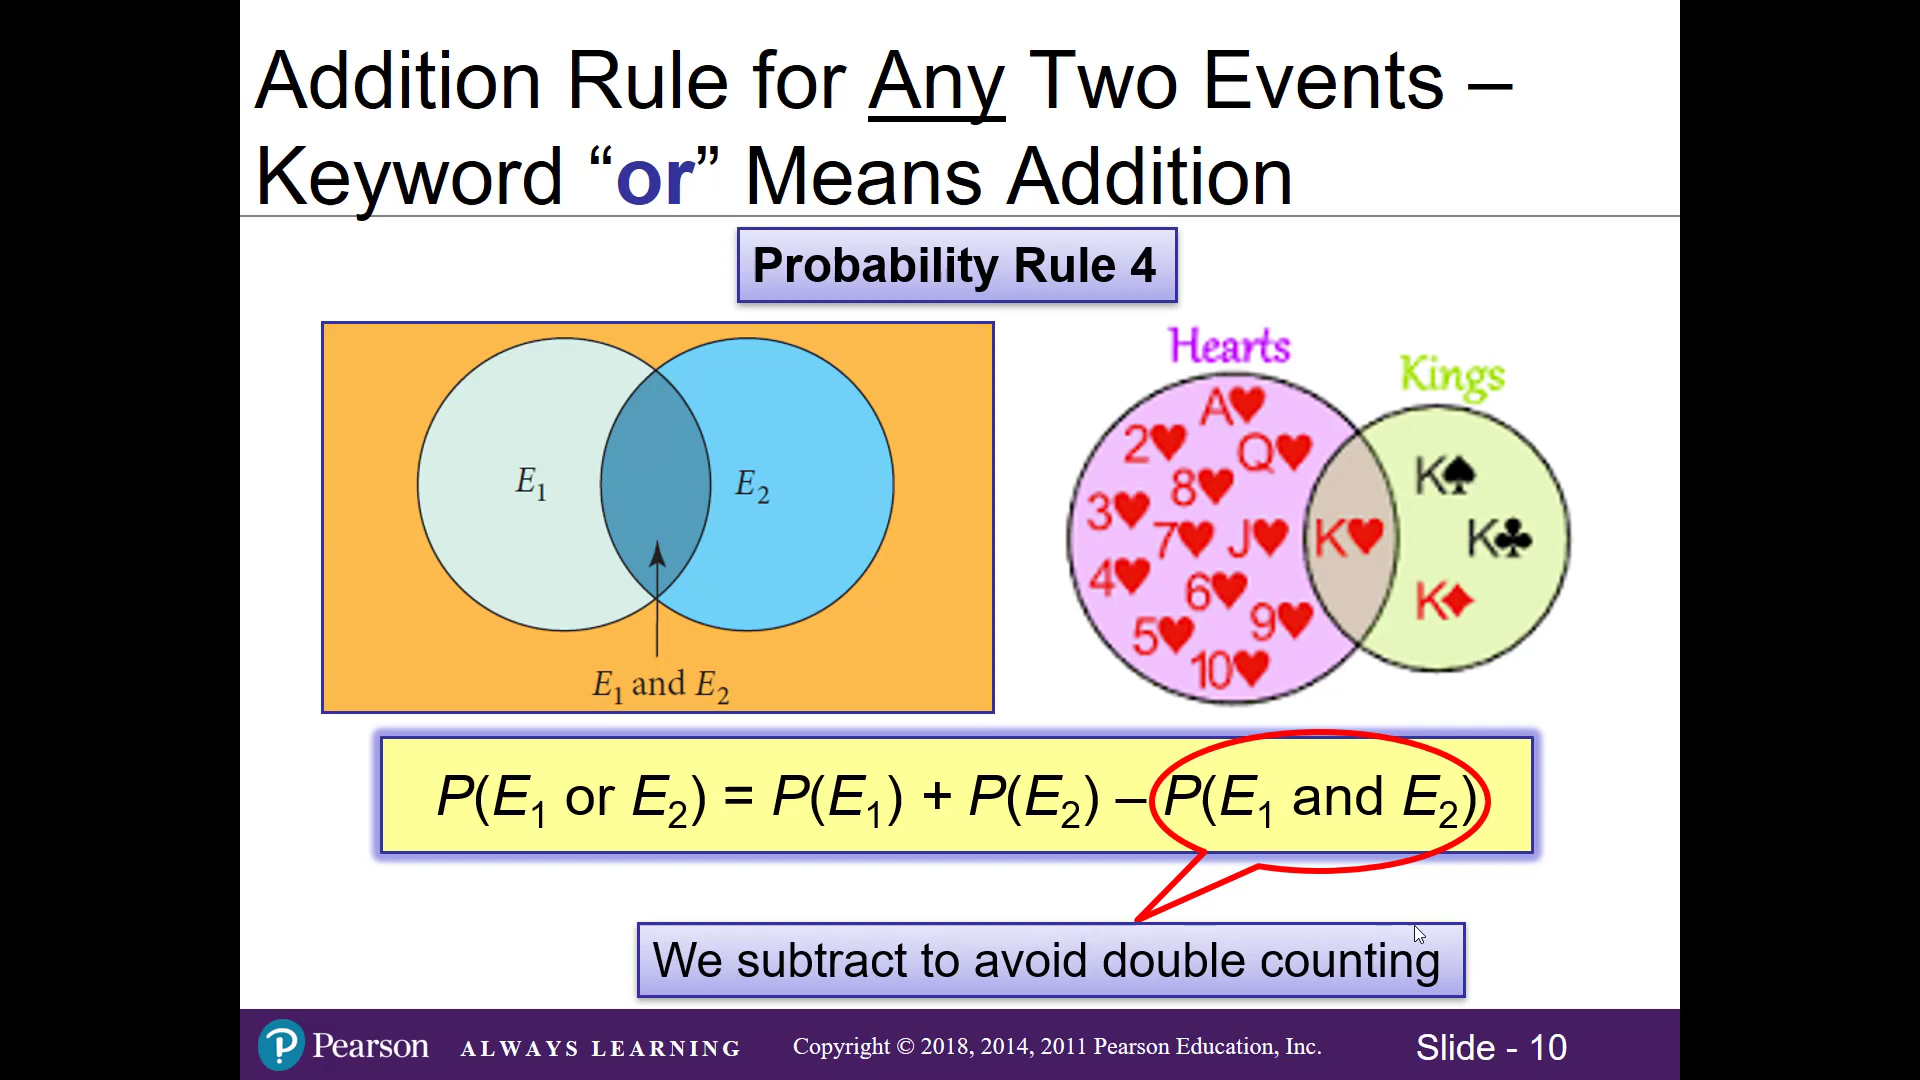 Addition Rule for Any Two Events –
Keyword “or” Means Addition
Probability Rule 4
E₁
E₂
E₁ and E₂
Hearts
Kings
A♥
2♥
Q♥
8♥
3♥
7♥
J♥
4♥
6♥
9♥
5♥
10♥
K♥
K♠
K♣
K♦
P(E₁ or E₂) = P(E₁) + P(E₂) – P(E₁ and E₂)
We subtract to avoid double counting
Pearson ALWAYS LEARNING Copyright © 2018, 2014, 2011 Pearson Education, Inc. Slide - 10